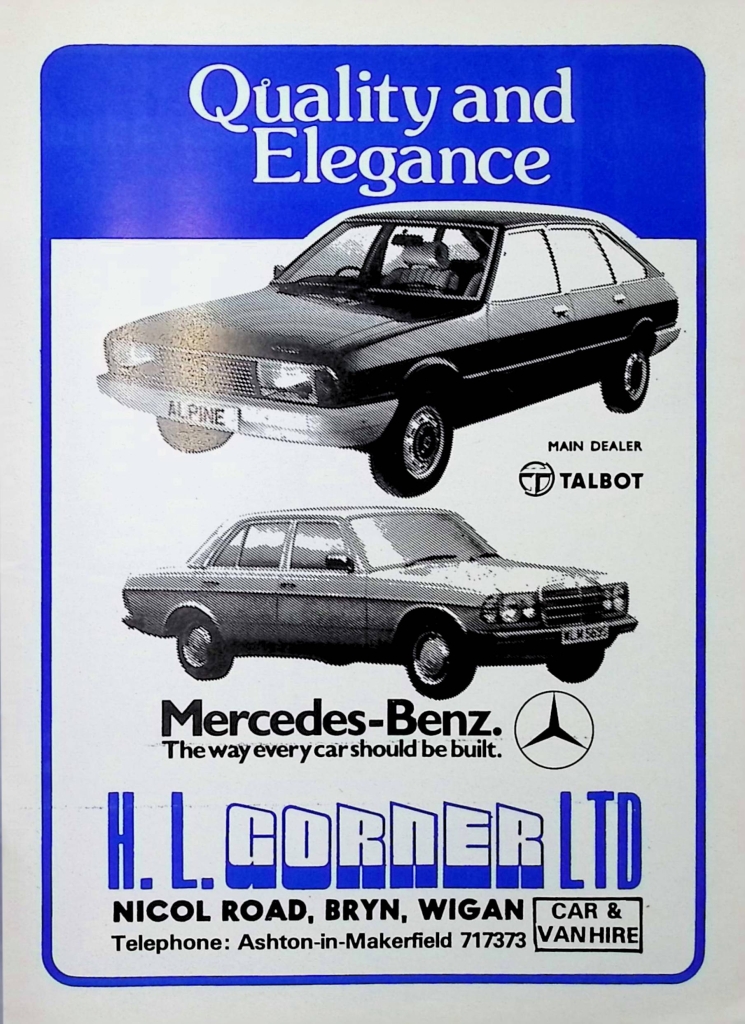 Quality and
Elegance
ALPINE
MAIN DEALER
TALBOT
Mercedes-Benz.
The way every car should be built.
H. L. GORNER LTD
NICOL ROAD, BRYN, WIGAN
Telephone: Ashton-in-Makerfield 717373
CAR &
VAN HIRE